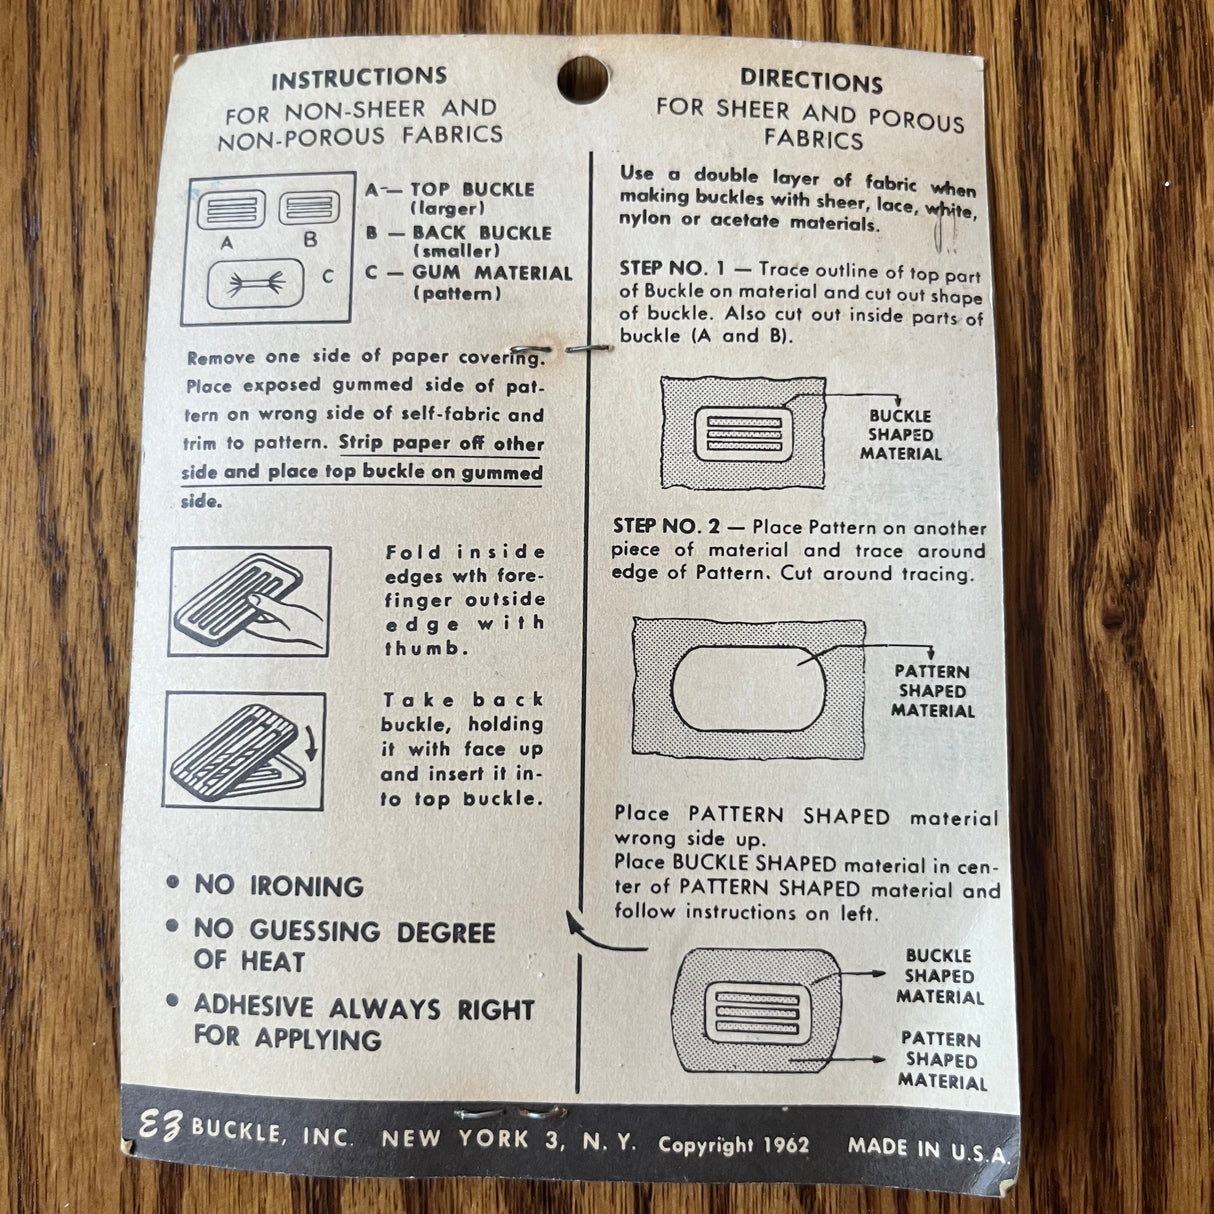 INSTRUCTIONS
FOR NON-SHEER AND
NON-POROUS FABRICS
A — TOP BUCKLE
(larger)
B — BACK BUCKLE
(smaller)
C — GUM MATERIAL
(pattern)
A
B
C
Remove one side of paper covering.
Place exposed gummed side of pat-
tern on wrong side of self-fabric and
trim to pattern. Strip paper off other
side and place top buckle on gummed
side.
Fold inside
edges wth fore-
finger outside
edge with
thumb.
Take back
buckle, holding
it with face up
and insert it in-
to top buckle.
• NO IRONING
• NO GUESSING DEGREE
OF HEAT
• ADHESIVE ALWAYS RIGHT
FOR APPLYING
DIRECTIONS
FOR SHEER AND POROUS
FABRICS
Use a double layer of fabric when
making buckles with sheer, lace, white,
nylon or acetate materials.
STEP NO. 1 — Trace outline of top part
of Buckle on material and cut out shape
of buckle. Also cut out inside parts of
buckle (A and B).
BUCKLE
SHAPED
MATERIAL
STEP NO. 2 — Place Pattern on another
piece of material and trace around
edge of Pattern. Cut around tracing.
PATTERN
SHAPED
MATERIAL
Place PATTERN SHAPED material
wrong side up.
Place BUCKLE SHAPED material in cen-
ter of PATTERN SHAPED material and
follow instructions on left.
BUCKLE
SHAPED
MATERIAL
PATTERN
SHAPED
MATERIAL
EZ BUCKLE, INC. NEW YORK 3, N. Y. Copyright 1962 MADE IN U.S.A.